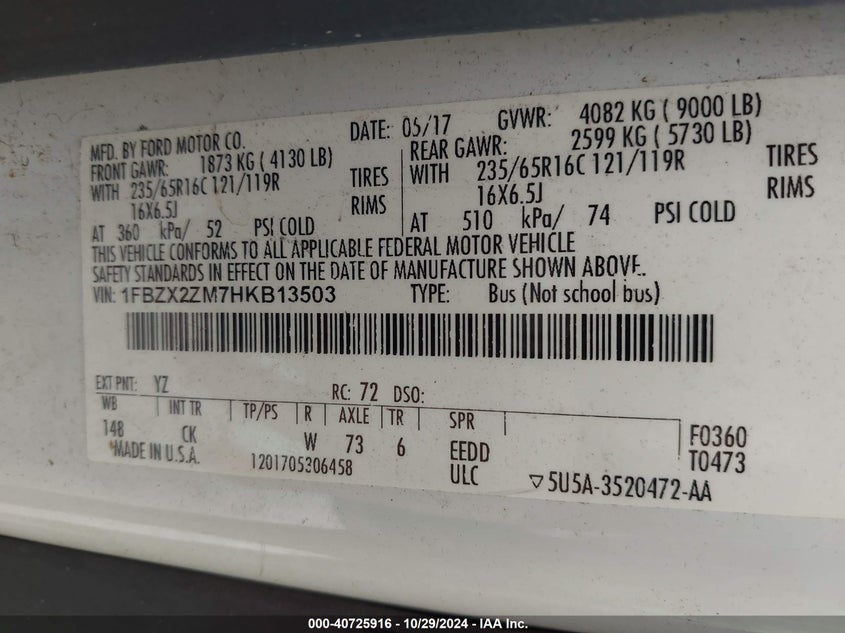 MFD. BY FORD MOTOR CO. DATE: 05/17 GVWR: 4082 KG ( 9000 LB)
FRONT GAWR: 1873 KG ( 4130 LB) REAR GAWR: 2599 KG ( 5730 LB)
WITH 235/65R16C 121/119R TIRES WITH 235/65R16C 121/119R TIRES
16X6.5J RIMS 16X6.5J RIMS
AT 360 kPa/ 52 PSI COLD AT 510 kPa/ 74 PSI COLD
THIS VEHICLE CONFORMS TO ALL APPLICABLE FEDERAL MOTOR VEHICLE
SAFETY STANDARDS IN EFFECT ON THE DATE OF MANUFACTURE SHOWN ABOVE.
VIN: 1FBZX2ZM7HKB13503 TYPE: Bus (Not school bus)
EXT PNT: YZ RC: 72 DSO:
WB INT TR TP/PS R AXLE TR SPR
148 CK W 73 6 EEDD F0360
*MADE IN U.S.A. 1201705306458 ULC T0473
▽5U5A-3520472-AA
000-40725916 - 10/29/2024 - IAA Inc.